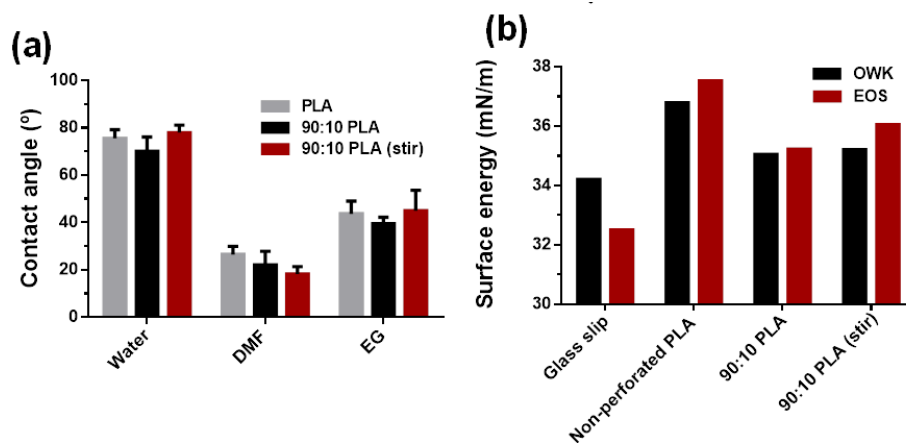 (a)
Contact angle (º)
100
80
60
40
20
0
PLA
90:10 PLA
90:10 PLA (stir)
Water
DMF
EG
(b)
Surface energy (mN/m)
38
36
34
32
30
OWK
EOS
Glass slip
Non-perforated PLA
90:10 PLA
90:10 PLA (stir)